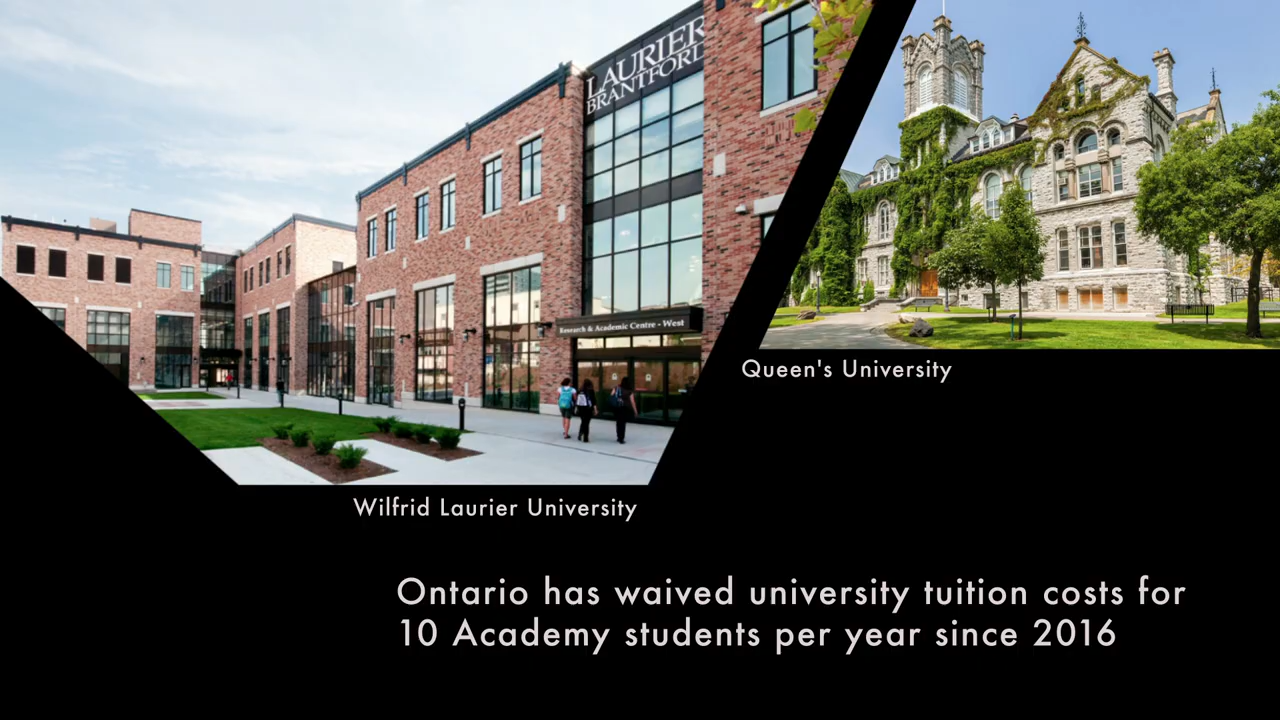 LAURIER
BRANTFORD
Research & Academic Centre - West
Queen's University
Wilfrid Laurier University
Ontario has waived university tuition costs for
10 Academy students per year since 2016